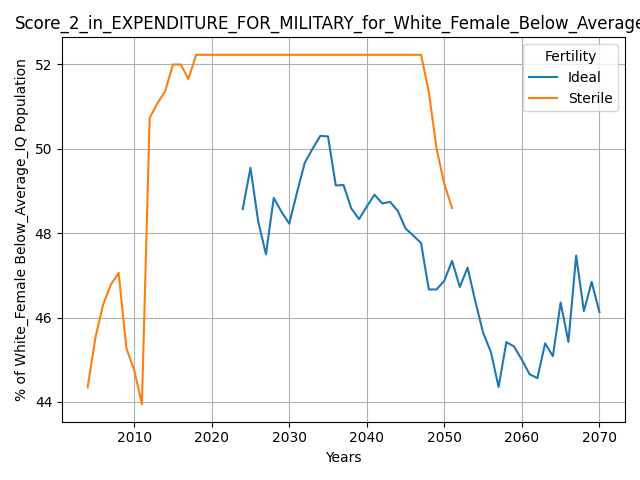 Score_2_in_EXPENDITURE_FOR_MILITARY_for_White_Female_Below_Average
Fertility
Ideal
Sterile
% of White_Female Below_Average_IQ Population
52
50
48
46
44
2010 2020 2030 2040 2050 2060 2070
Years